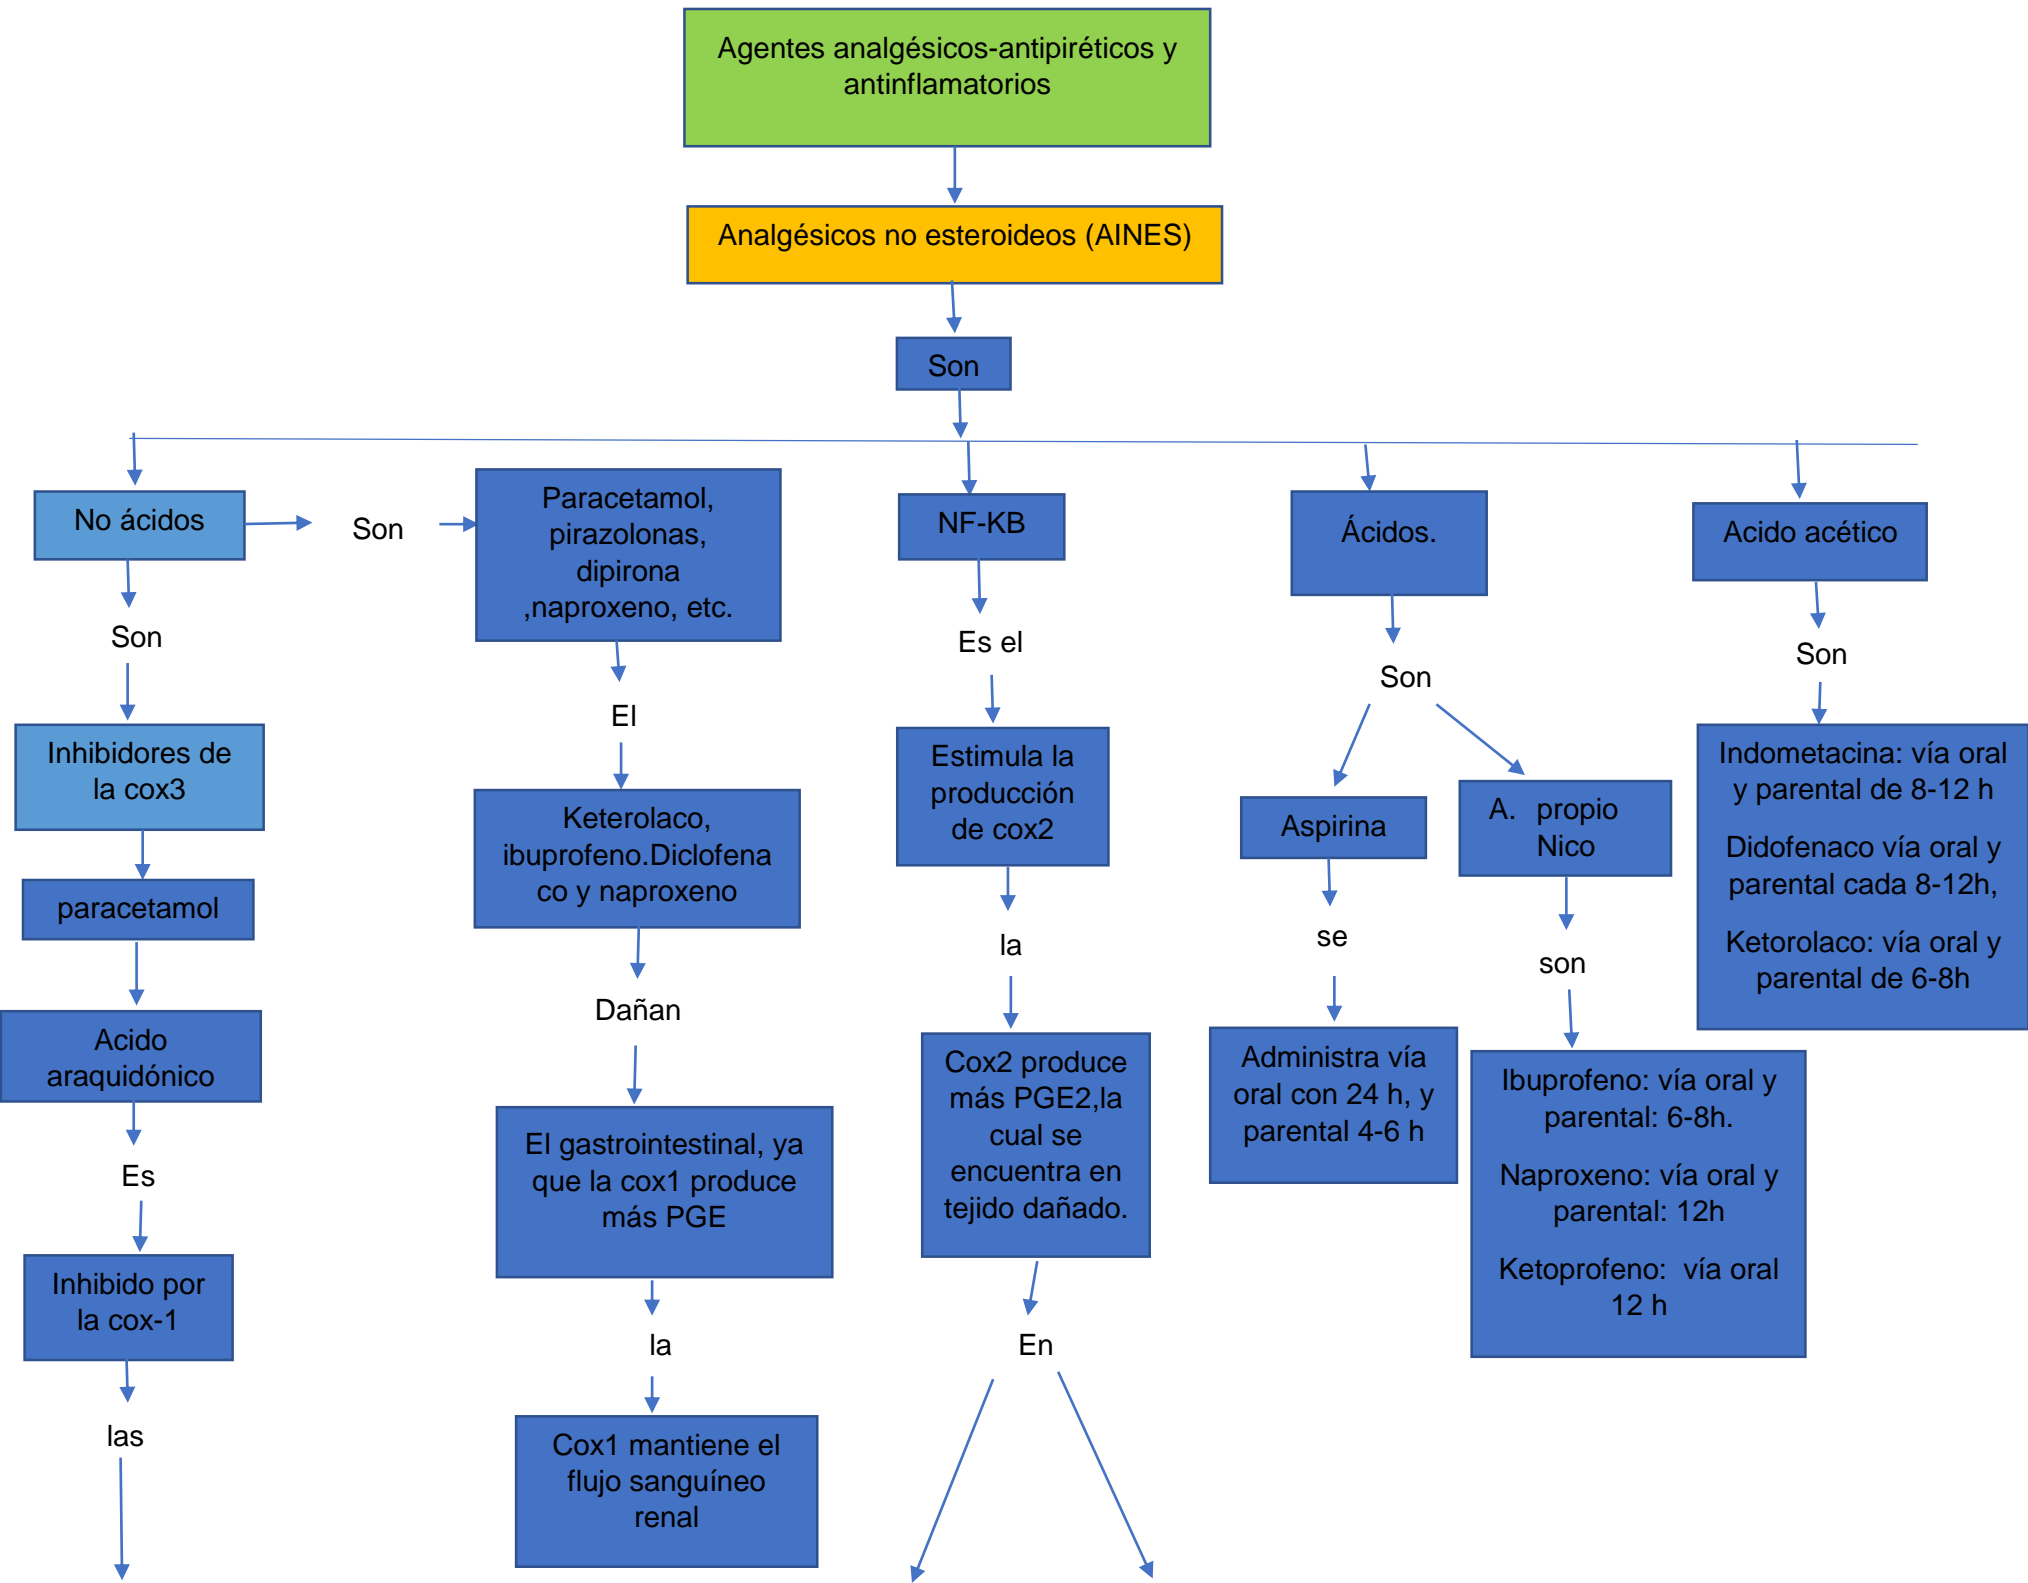 Agentes analgésicos-antipiréticos y
antinflamatorios
Analgésicos no esteroideos (AINES)
Son
No ácidos
Son
Inhibidores de
la cox3
paracetamol
Acido
araquidónico
Es
Inhibido por
la cox-1
las
Son
Paracetamol,
pirazolonas,
dipirona
,naproxeno, etc.
El
Keterolaco,
ibuprofeno.Diclofena
co y naproxeno
Dañan
El gastrointestinal, ya
que la cox1 produce
más PGE
la
Cox1 mantiene el
flujo sanguíneo
renal
NF-KB
Es el
Estimula la
producción
de cox2
la
Cox2 produce
más PGE2,la
cual se
encuentra en
tejido dañado.
En
Ácidos.
Son
Aspirina
se
Administra vía
oral con 24 h, y
parental 4-6 h
A. propio
Nico
son
Ibuprofeno: vía oral y
parental: 6-8h.
Naproxeno: vía oral y
parental: 12h
Ketoprofeno: vía oral
12 h
Acido acético
Son
Indometacina: vía oral
y parental de 8-12 h
Didofenaco vía oral y
parental cada 8-12h,
Ketorolaco: vía oral y
parental de 6-8h